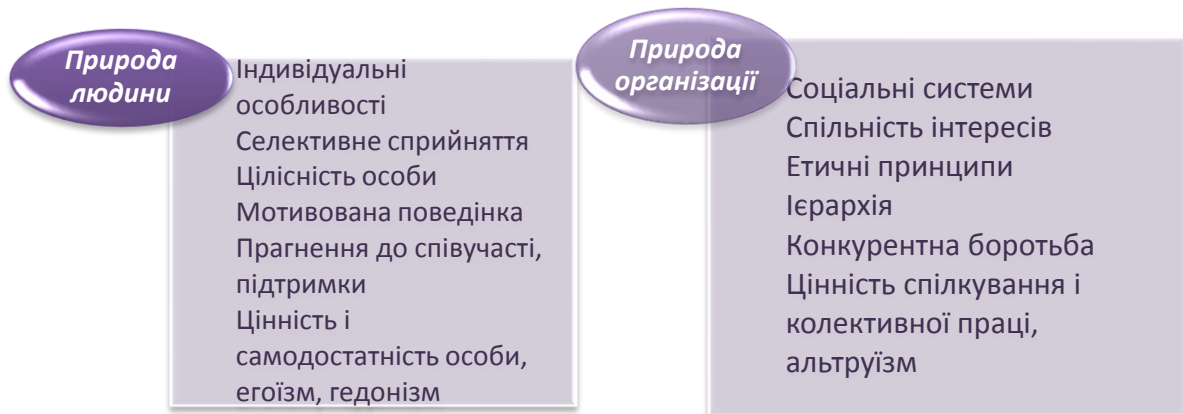 Природа
людини
Індивідуальні
особливості
Селективне сприйняття
Цілісність особи
Мотивована поведінка
Прагнення до співучасті,
підтримки
Цінність і
самодостатність особи,
егоїзм, гедонізм
Природа
організації
Соціальні системи
Спільність інтересів
Етичні принципи
Ієрархія
Конкурентна боротьба
Цінність спілкування і
колективної праці,
альтруїзм